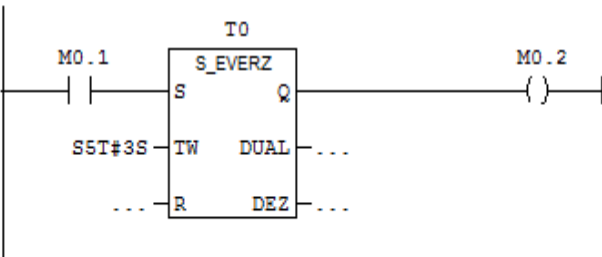 T0
M0.1 S_EVERZ M0.2
S Q
S5T#3S TW DUAL ...
... R DEZ ...